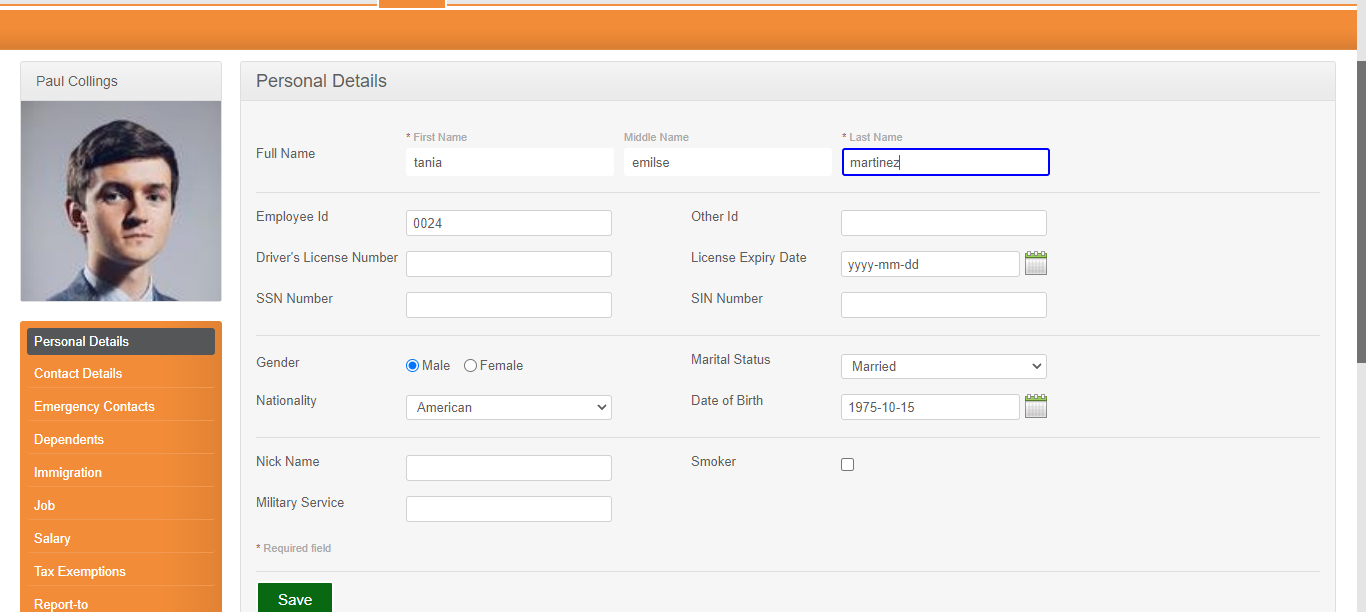 Paul Collings
Personal Details
* First Name
Middle Name
* Last Name
Full Name
tania
emilse
martinez
Employee Id
0024
Other Id
Driver's License Number
License Expiry Date
yyyy-mm-dd
SSN Number
SIN Number
Gender
Male
Female
Marital Status
Married
Nationality
American
Date of Birth
1975-10-15
Nick Name
Smoker
Military Service
* Required field
Save
Personal Details
Contact Details
Emergency Contacts
Dependents
Immigration
Job
Salary
Tax Exemptions
Report-to